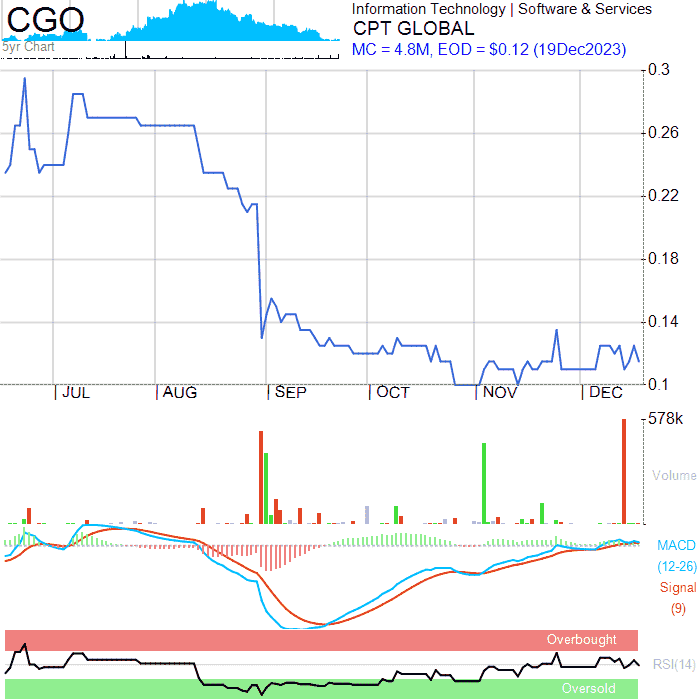 CGO
5yr Chart
Information Technology | Software & Services
CPT GLOBAL
MC = 4.8M, EOD = $0.12 (19Dec2023)
0.3
0.26
0.22
0.18
0.14
0.1
JUL AUG SEP OCT NOV DEC
578k
Volume
MACD
(12-26)
Signal
(9)
Overbought
RSI(14)
Oversold